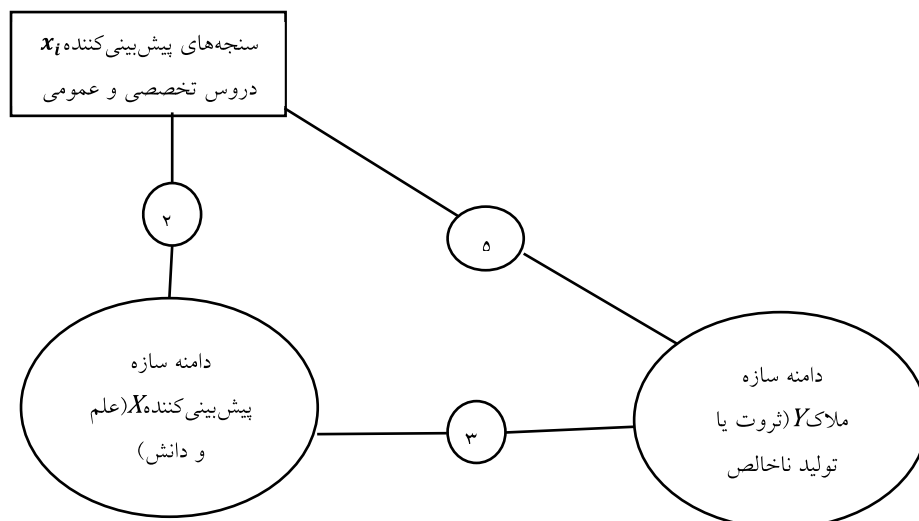 سنجه‌های پیش‌بینی‌کننده xᵢ
دروس تخصصی و عمومی
۲
۵
دامنه سازه
پیش‌بینی‌کننده X(علم
و دانش)
۳
دامنه سازه
ملاک Y(ثروت یا
تولید ناخالص